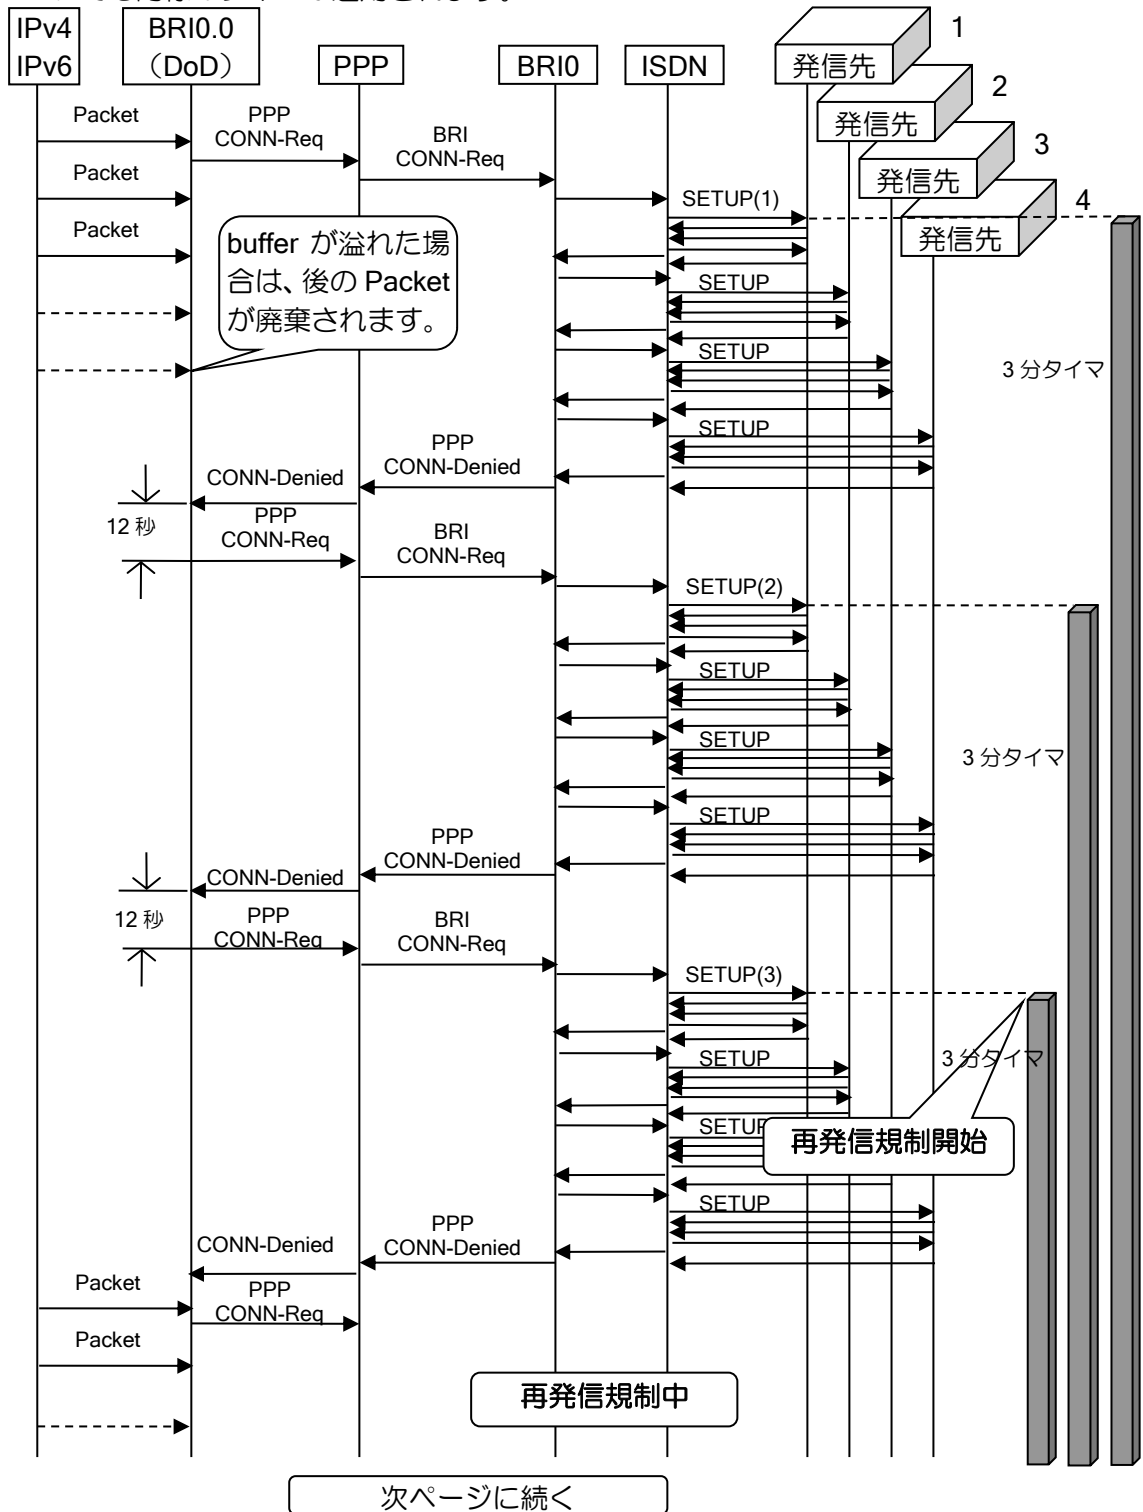 IPv4
IPv6
BRI0.0
（DoD）
PPP
BRI0
ISDN
発信先
1
発信先
2
発信先
3
発信先
4
Packet
PPP
CONN-Req
BRI
CONN-Req
Packet
SETUP(1)
Packet
buffer が溢れた場
合は、後の Packet
が廃棄されます。
SETUP
SETUP
3 分タイマ
SETUP
PPP
CONN-Denied
CONN-Denied
12 秒
PPP
CONN-Req
BRI
CONN-Req
SETUP(2)
SETUP
SETUP
3 分タイマ
SETUP
PPP
CONN-Denied
CONN-Denied
12 秒
PPP
CONN-Req
BRI
CONN-Req
SETUP(3)
SETUP
3 分タイマ
SETUP
再発信規制開始
SETUP
PPP
CONN-Denied
CONN-Denied
Packet
PPP
CONN-Req
Packet
再発信規制中
次ページに続く